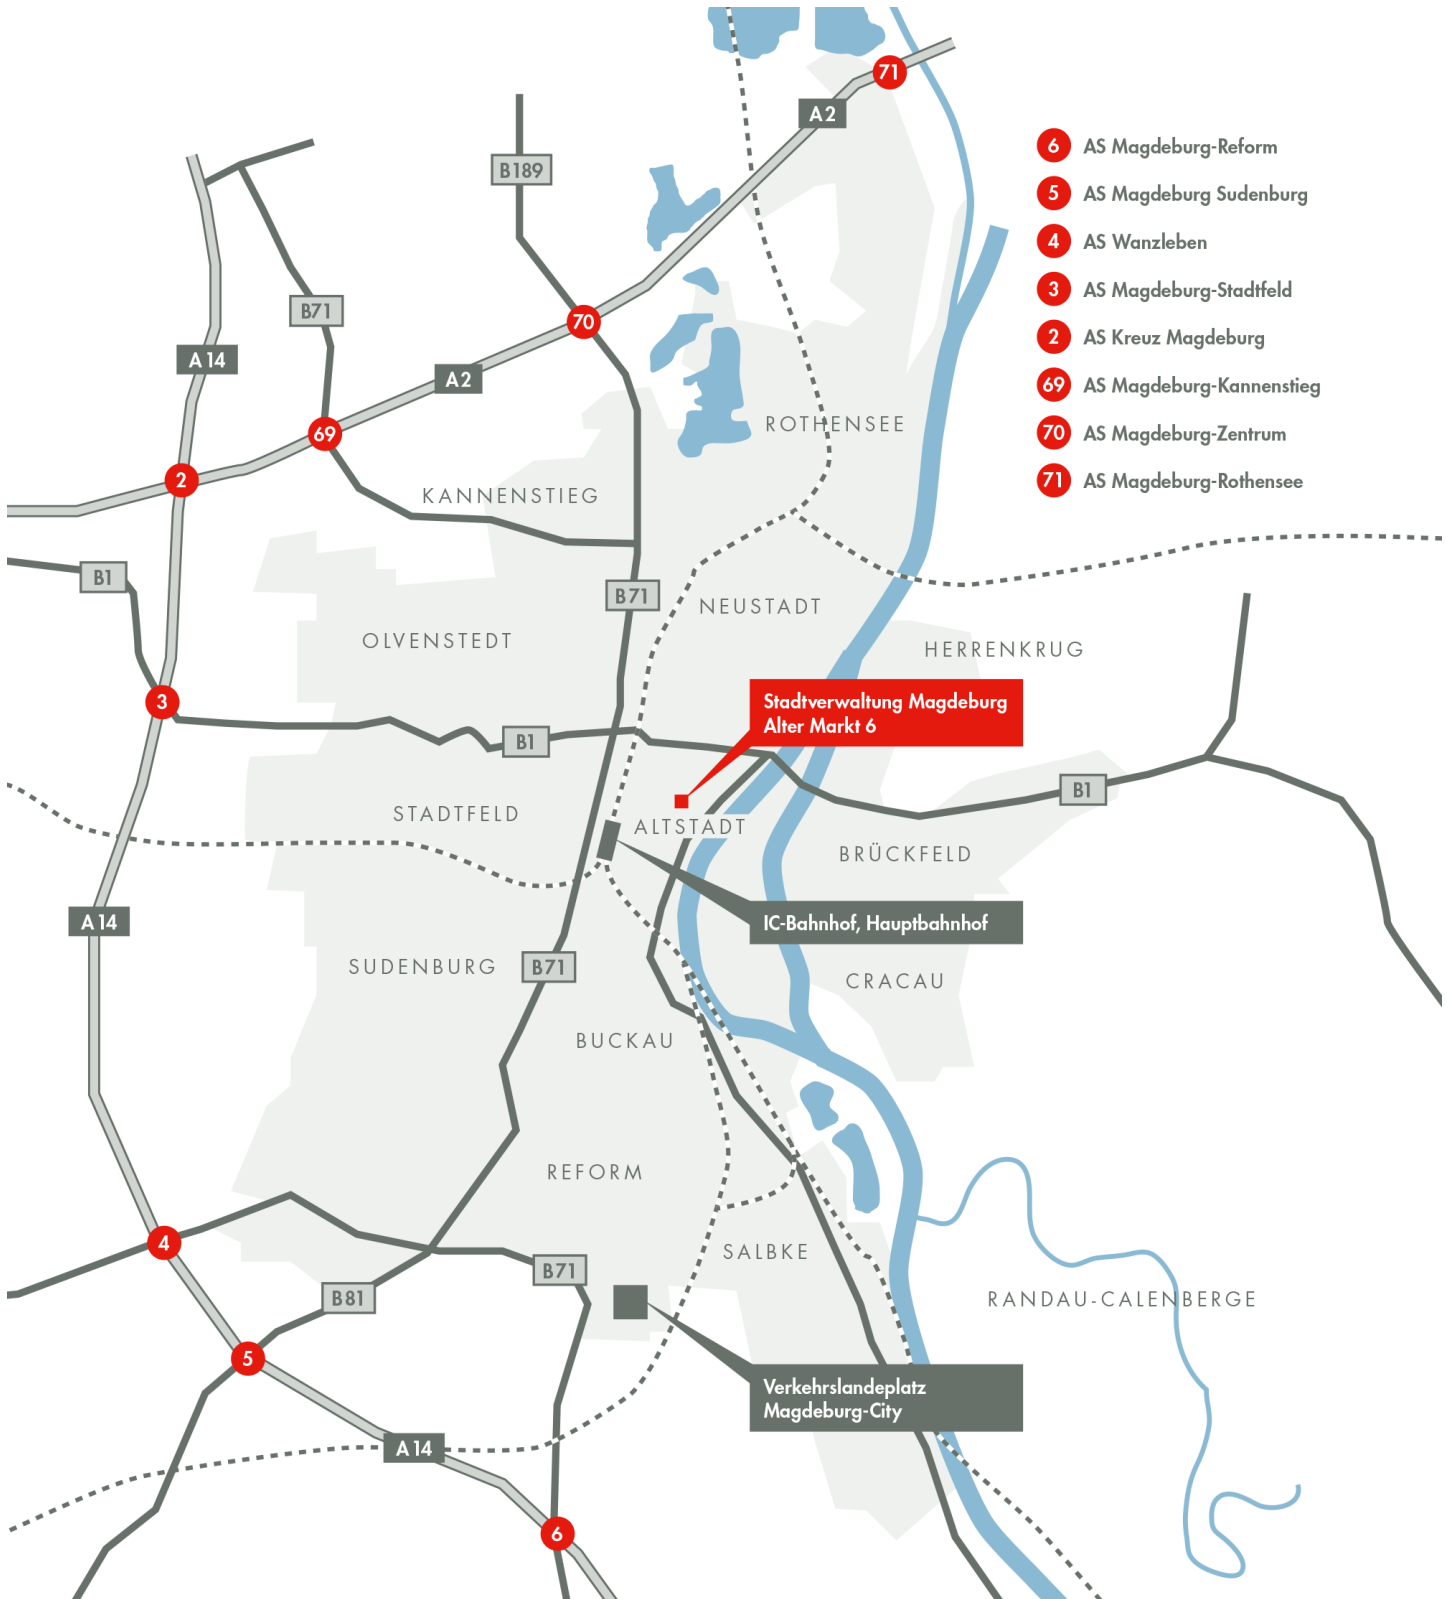 71
A2
B189
6 AS Magdeburg-Reform
5 AS Magdeburg Sudenburg
4 AS Wanzleben
3 AS Magdeburg-Stadtfeld
2 AS Kreuz Magdeburg
69 AS Magdeburg-Kannenstieg
70 AS Magdeburg-Zentrum
71 AS Magdeburg-Rothensee
B71
70
A 14
A2
ROTHENSEE
69
2
KANNENSTIEG
B1
B71
NEUSTADT
OLVENSTEDT
HERRENKRUG
3
Stadtverwaltung Magdeburg
Alter Markt 6
B1
B1
STADTFELD
ALTSTADT
BRÜCKFELD
A 14
IC-Bahnhof, Hauptbahnhof
SUDENBURG
B71
CRACAU
BUCKAU
REFORM
4
SALBKE
B71
B81
RANDAU-CALENBERGE
5
Verkehrslandeplatz
Magdeburg-City
A 14
6